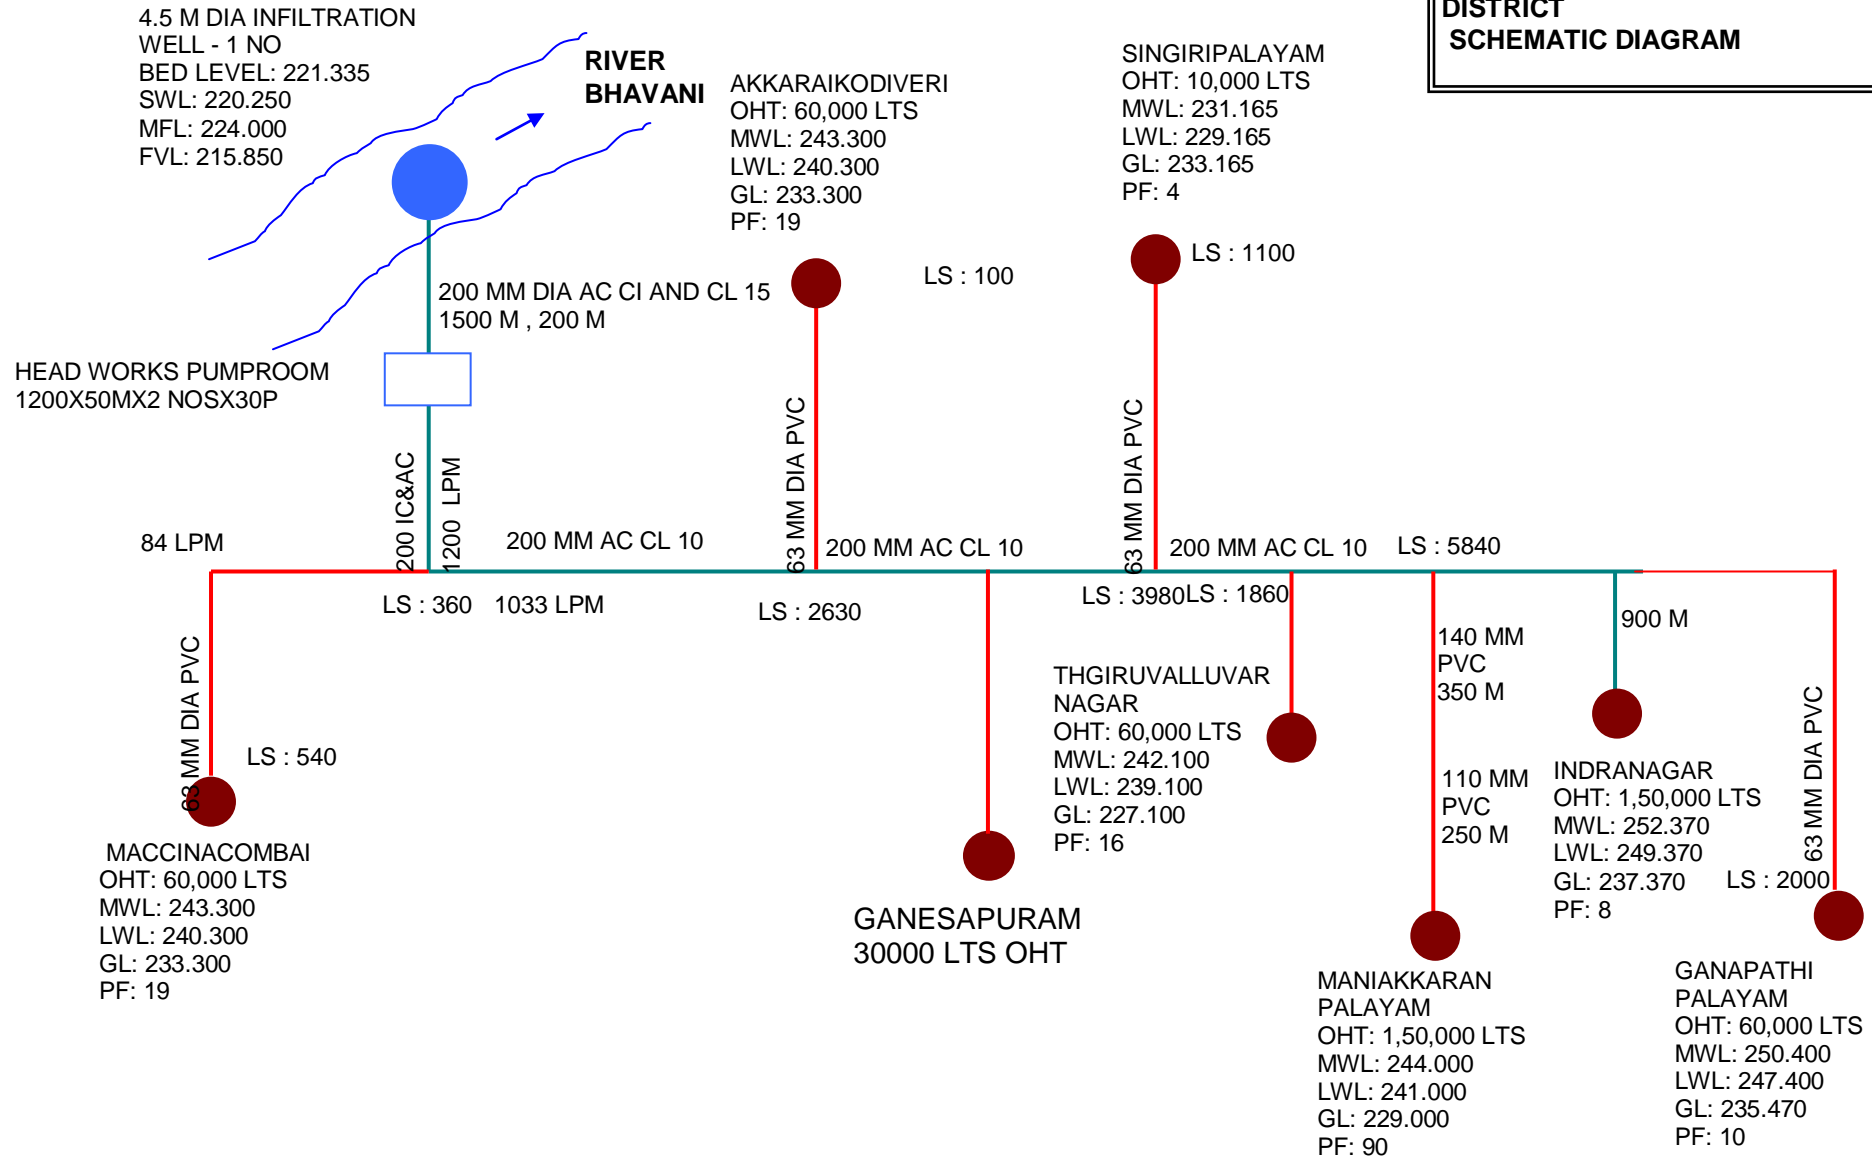 4.5 M DIA INFILTRATION
WELL - 1 NO
BED LEVEL: 221.335
SWL: 220.250
MFL: 224.000
FVL: 215.850
RIVER
BHAVANI
DISTRICT
SCHEMATIC DIAGRAM
AKKARAIKODIVERI
OHT: 60,000 LTS
MWL: 243.300
LWL: 240.300
GL: 233.300
PF: 19
SINGIRIPALAYAM
OHT: 10,000 LTS
MWL: 231.165
LWL: 229.165
GL: 233.165
PF: 4
LS : 100
LS : 1100
200 MM DIA AC CI AND CL 15
1500 M , 200 M
HEAD WORKS PUMPROOM
1200X50MX2 NOSX30P
200 IC&AC
1200 LPM
63 MM DIA PVC
63 MM DIA PVC
84 LPM
200 MM AC CL 10
200 MM AC CL 10
200 MM AC CL 10
LS : 5840
LS : 360
1033 LPM
LS : 2630
LS : 3980
LS : 1860
900 M
63 MM DIA PVC
LS : 540
MACCINACOMBAI
OHT: 60,000 LTS
MWL: 243.300
LWL: 240.300
GL: 233.300
PF: 19
GANESAPURAM
30000 LTS OHT
THGIRUVALLUVAR
NAGAR
OHT: 60,000 LTS
MWL: 242.100
LWL: 239.100
GL: 227.100
PF: 16
140 MM
PVC
350 M
110 MM
PVC
250 M
MANIAKKARAN
PALAYAM
OHT: 1,50,000 LTS
MWL: 244.000
LWL: 241.000
GL: 229.000
PF: 90
INDRANAGAR
OHT: 1,50,000 LTS
MWL: 252.370
LWL: 249.370
GL: 237.370
PF: 8
63 MM DIA PVC
LS : 2000
GANAPATHI
PALAYAM
OHT: 60,000 LTS
MWL: 250.400
LWL: 247.400
GL: 235.470
PF: 10